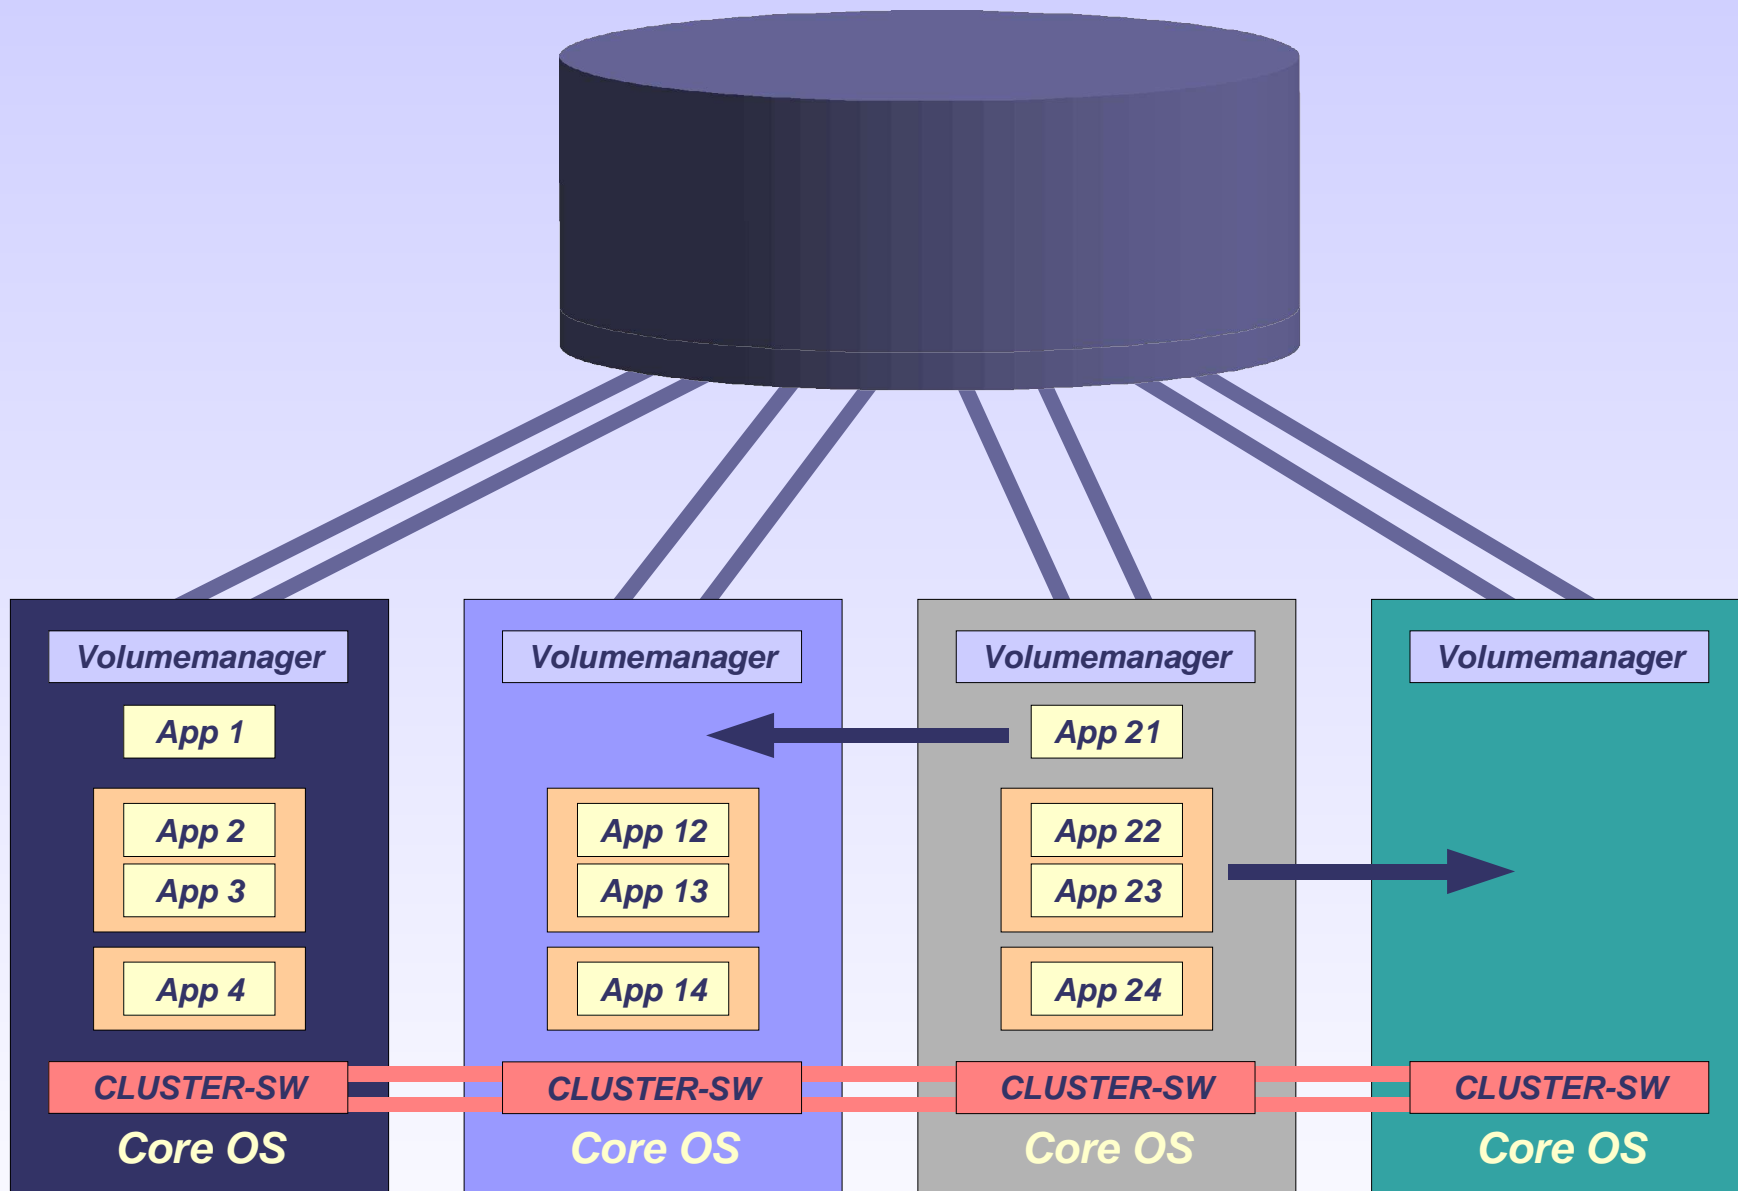 Volumemanager
App 1
App 2
App 3
App 4
CLUSTER-SW
Core OS
Volumemanager
App 12
App 13
App 14
CLUSTER-SW
Core OS
Volumemanager
App 21
App 22
App 23
App 24
CLUSTER-SW
Core OS
Volumemanager
CLUSTER-SW
Core OS